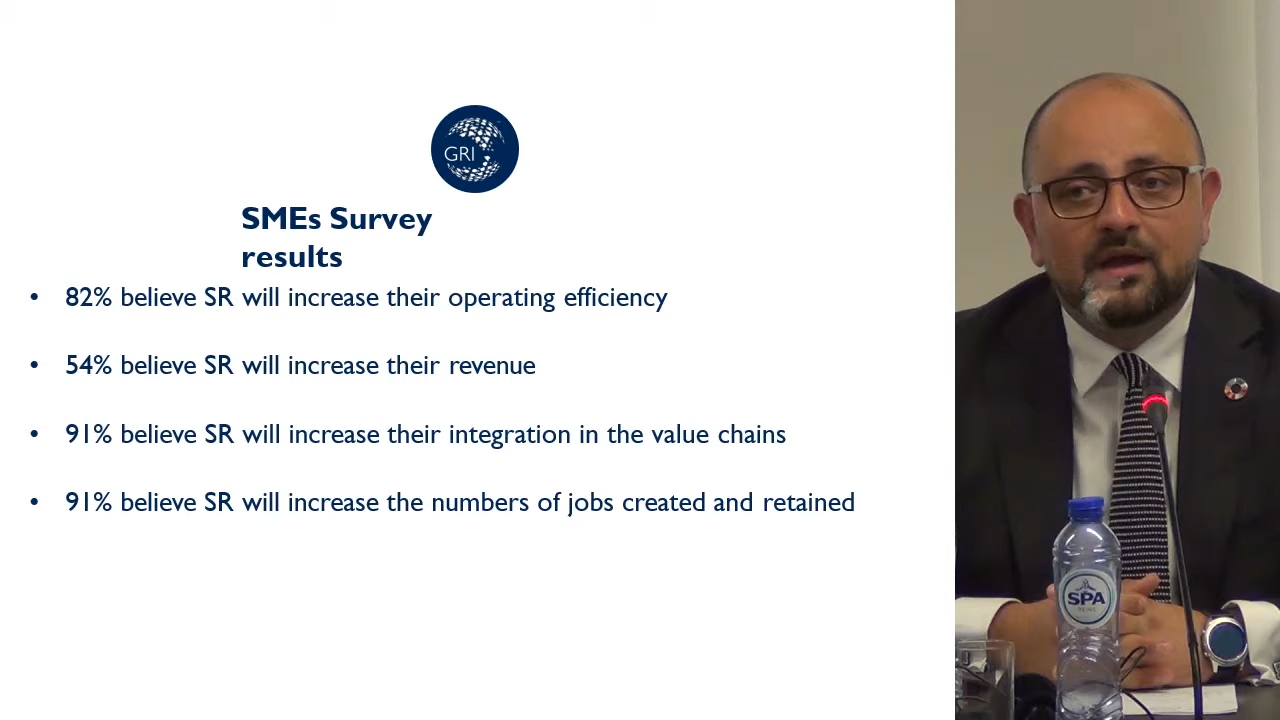 GRI
SMEs Survey
results
• 82% believe SR will increase their operating efficiency
• 54% believe SR will increase their revenue
• 91% believe SR will increase their integration in the value chains
• 91% believe SR will increase the numbers of jobs created and retained
SPA
REINE